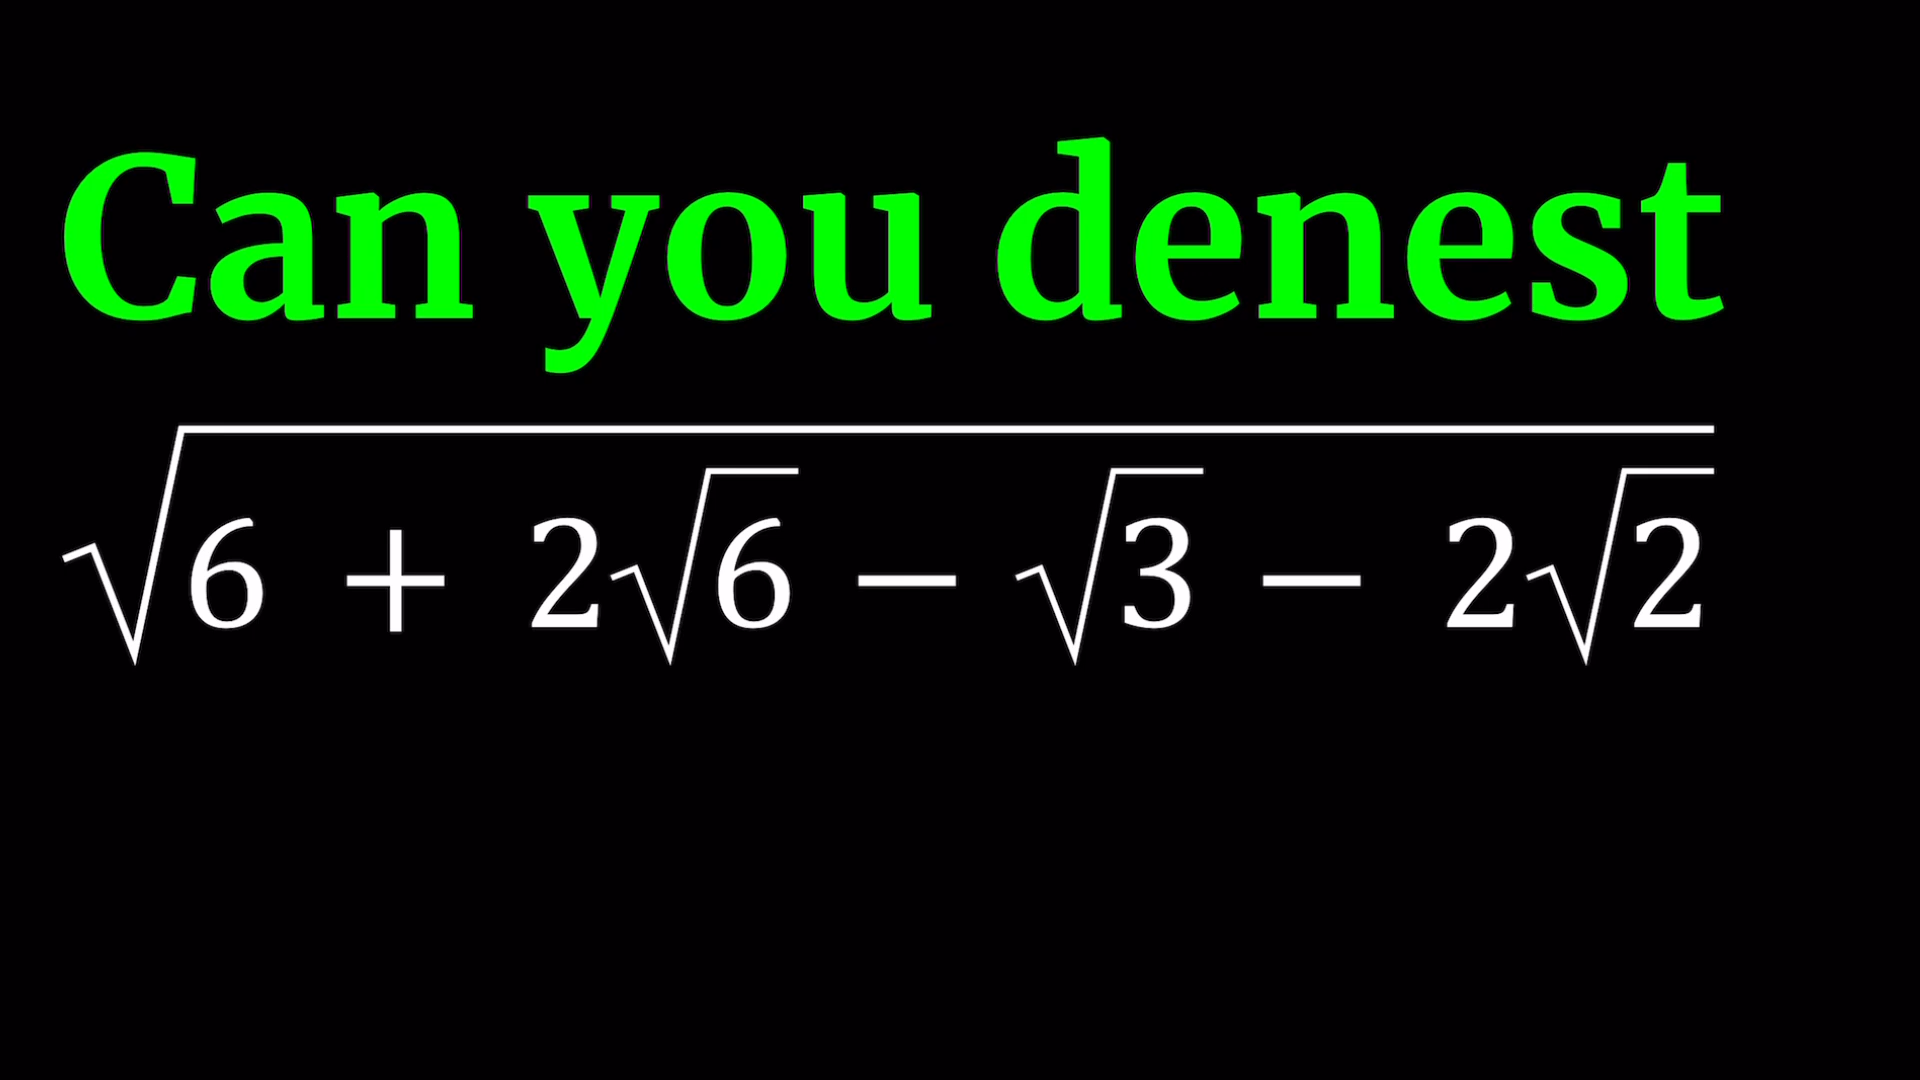 Can you denest
√(6 + 2√6 − √3 − 2√2)